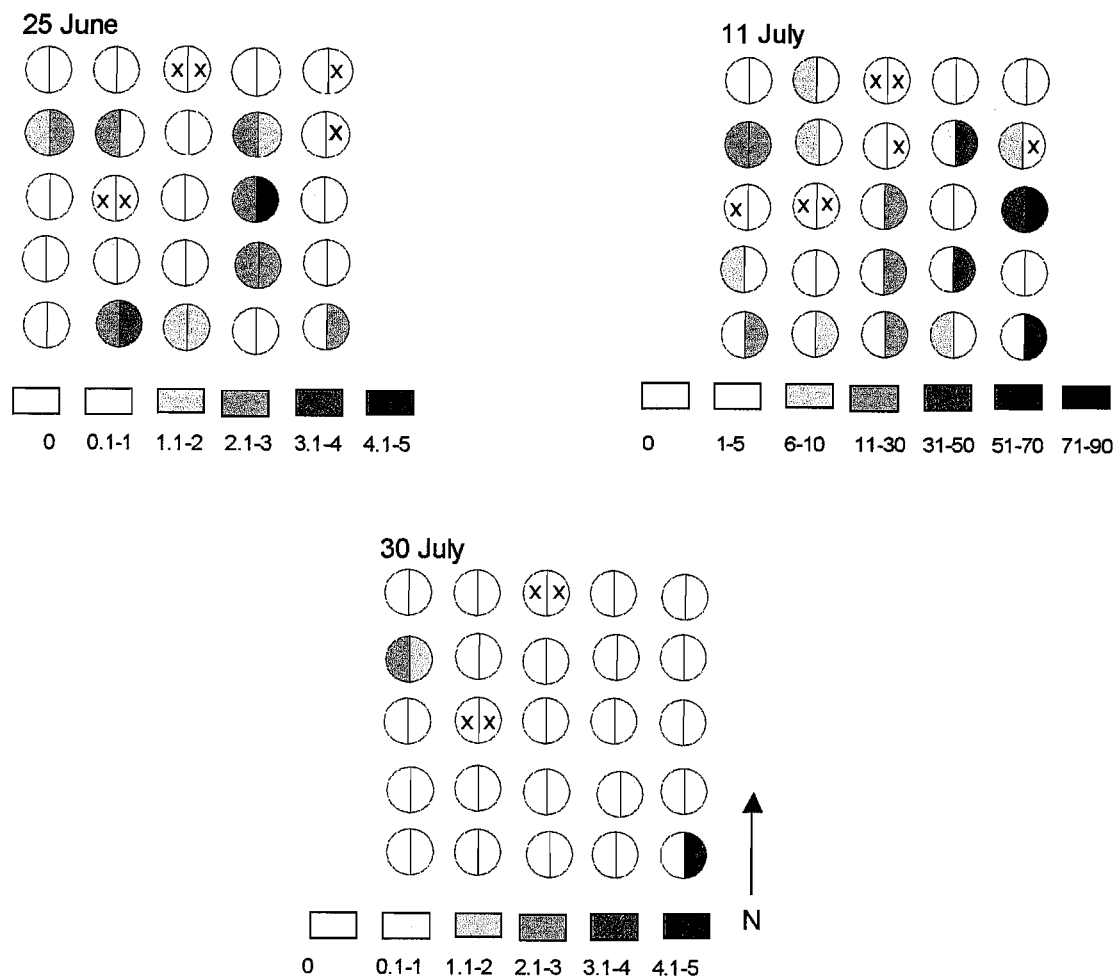 25 June
x x x
x
x x
0 0.1-1 1.1-2 2.1-3 3.1-4 4.1-5
11 July
x x
x x
x x x
0 1-5 6-10 11-30 31-50 51-70 71-90
30 July
x x
x x
N
0 0.1-1 1.1-2 2.1-3 3.1-4 4.1-5